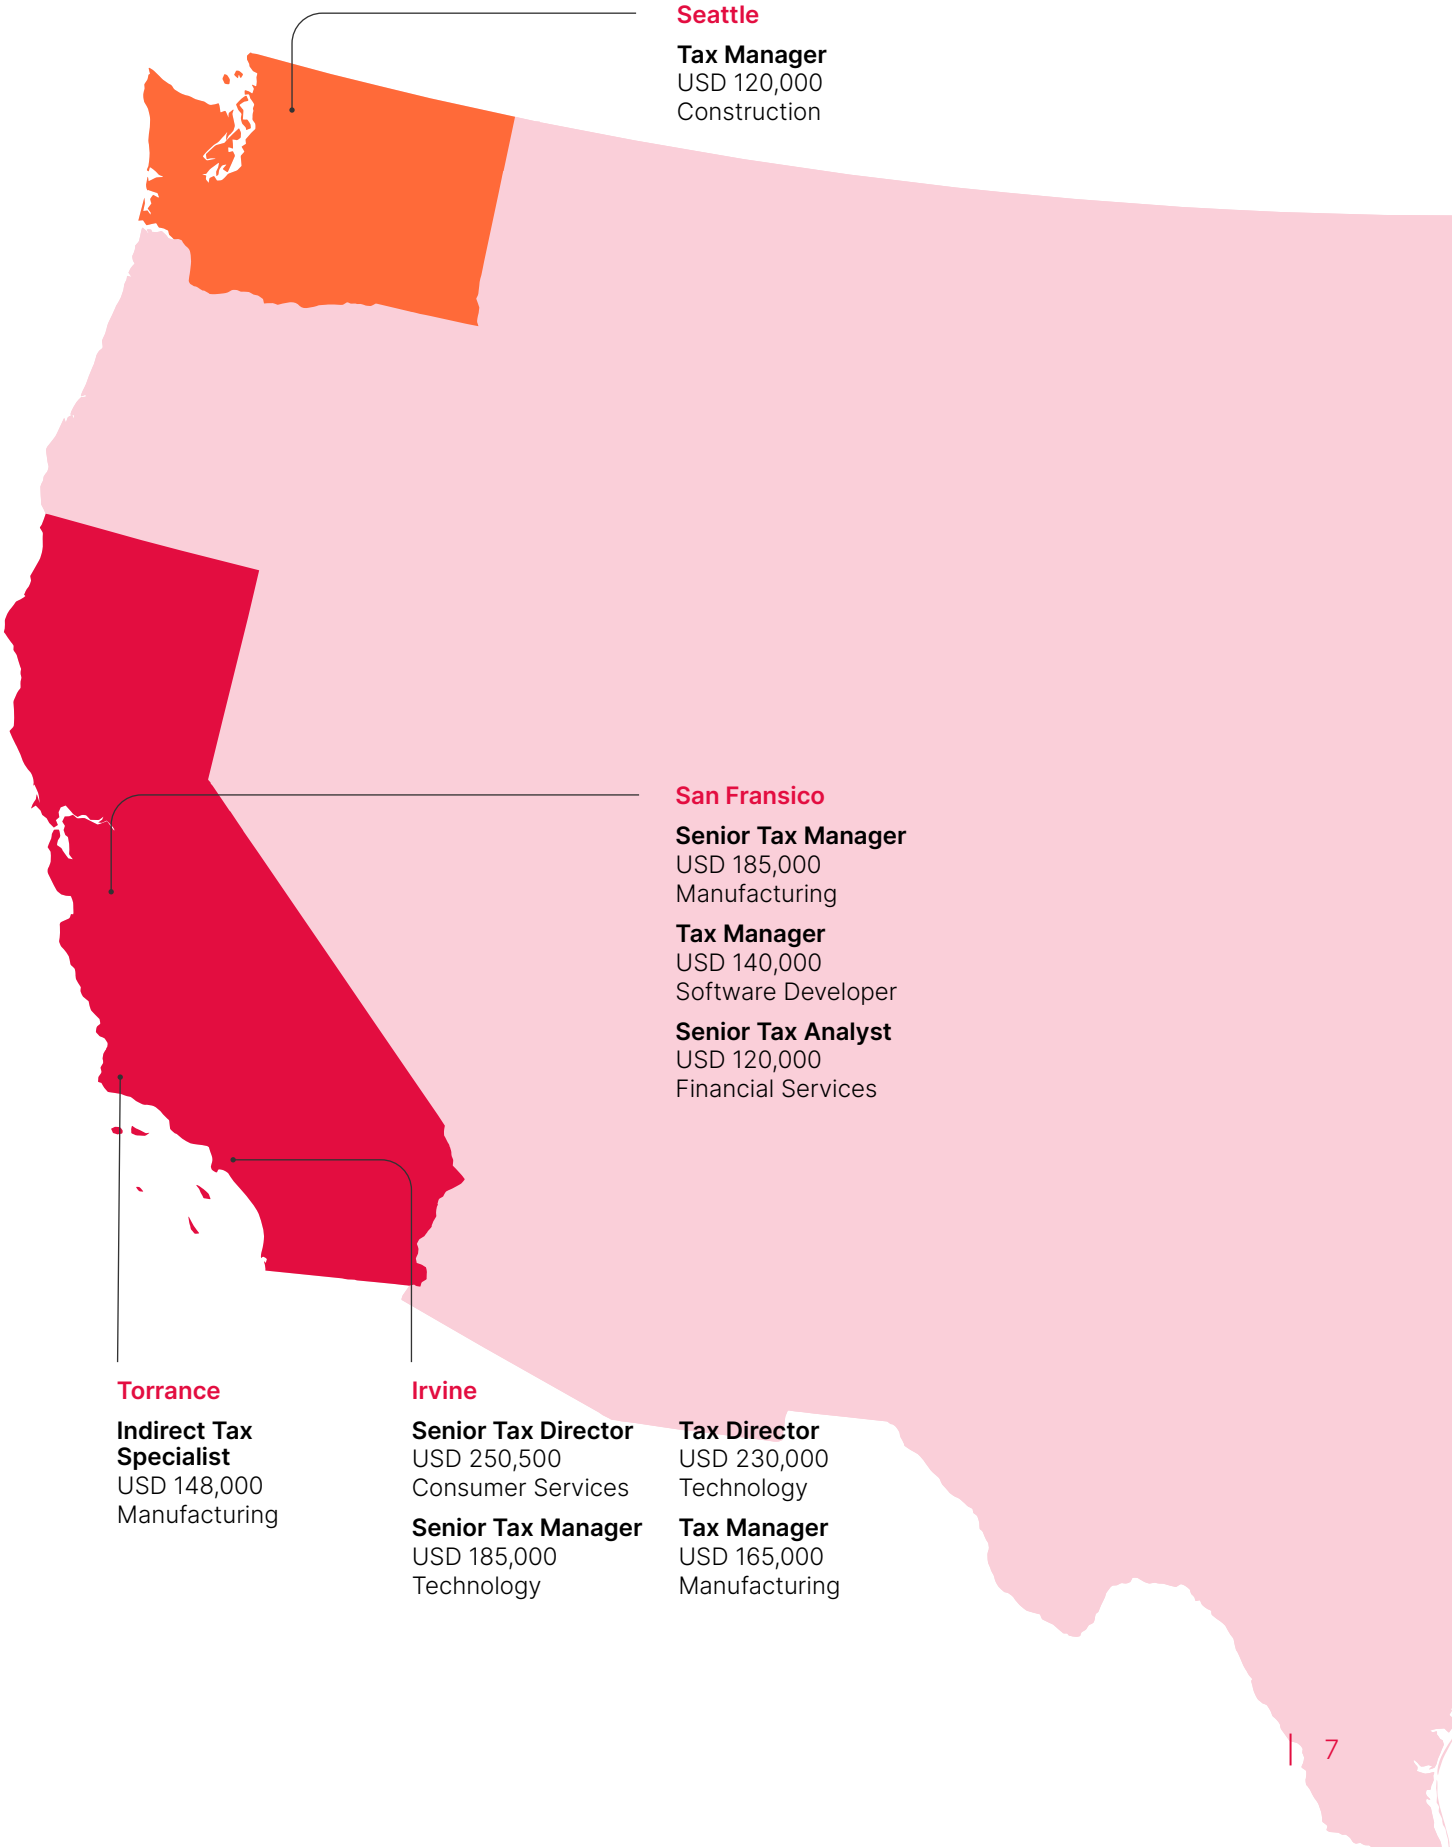 Seattle
Tax Manager
USD 120,000
Construction
San Fransico
Senior Tax Manager
USD 185,000
Manufacturing
Tax Manager
USD 140,000
Software Developer
Senior Tax Analyst
USD 120,000
Financial Services
Torrance
Indirect Tax
Specialist
USD 148,000
Manufacturing
Irvine
Senior Tax Director
USD 250,500
Consumer Services
Senior Tax Manager
USD 185,000
Technology
Tax Director
USD 230,000
Technology
Tax Manager
USD 165,000
Manufacturing
| 7